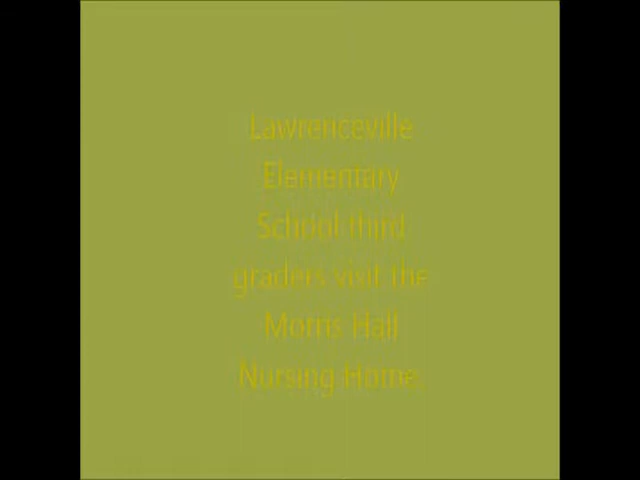 Lawrenceville
Elementary
School third
graders visit the
Morris Hall
Nursing Home.